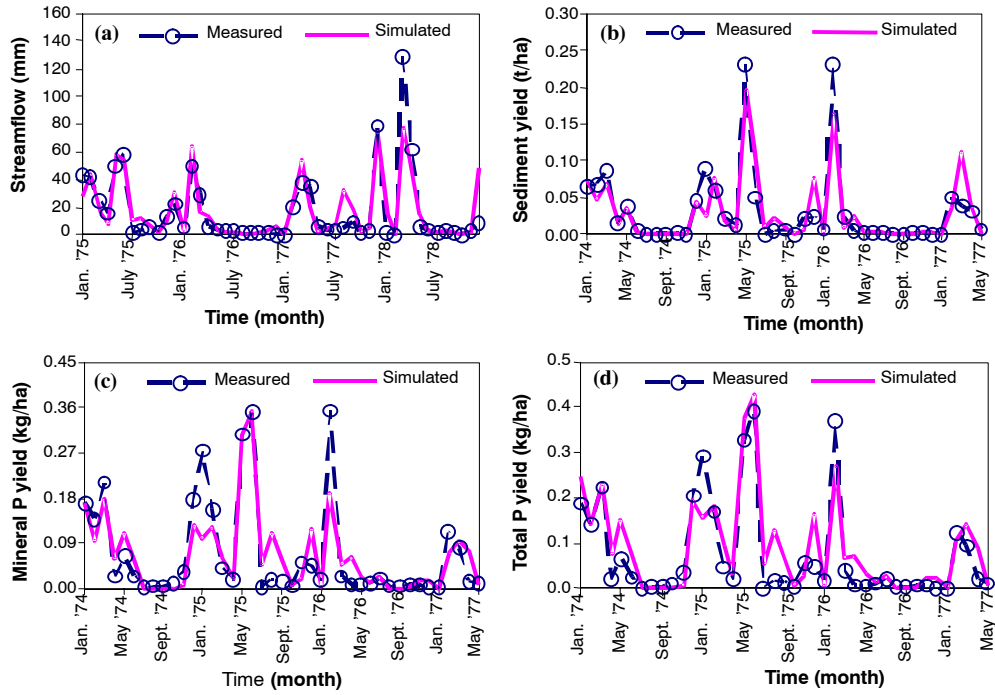 (a) Measured Simulated
Streamflow (mm)
160
140
120
100
80
60
40
20
0
Jan. '75
July '75
Jan. '76
July '76
Jan. '77
July '77
Jan. '78
July '78
Time (month)
(b) Measured Simulated
Sediment yield (t/ha)
0.30
0.25
0.20
0.15
0.10
0.05
0.00
Jan. '74
May '74
Sept. '74
Jan. '75
May '75
Sept. '75
Jan. '76
May '76
Sept. '76
Jan. '77
May '77
Time (month)
(c) Measured Simulated
Mineral P yield (kg/ha)
0.45
0.36
0.27
0.18
0.09
0.00
Jan. '74
May '74
Sept. '74
Jan. '75
May '75
Sept. '75
Jan. '76
May '76
Sept. '76
Jan. '77
May '77
Time (month)
(d) Measured Simulated
Total P yield (kg/ha)
0.5
0.4
0.3
0.2
0.1
0
Jan. '74
May '74
Sept. '74
Jan. '75
May '75
Sept. '75
Jan. '76
May '76
Sept. '76
Jan. '77
May '77
Time (month)